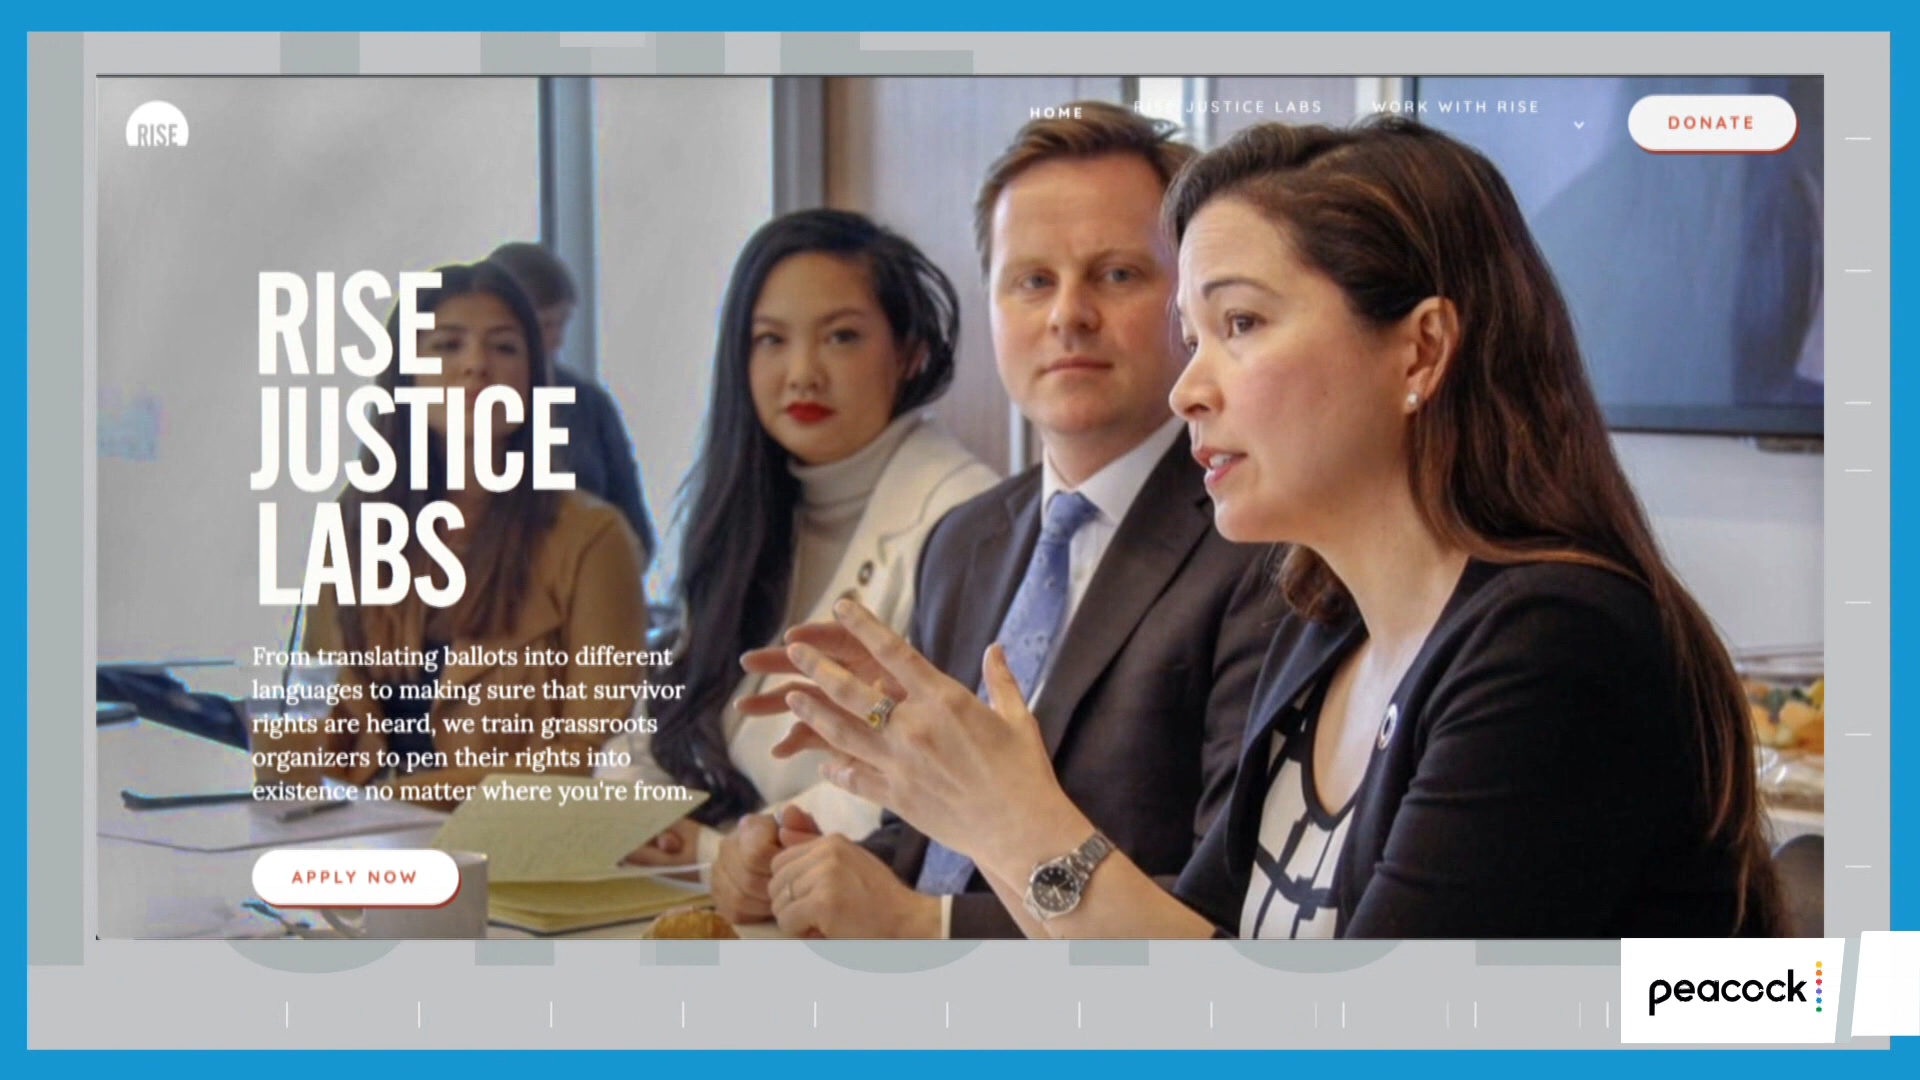 RISE
HOME
RISE JUSTICE LABS
WORK WITH RISE
DONATE
RISE
JUSTICE
LABS
From translating ballots into different
languages to making sure that survivor
rights are heard, we train grassroots
organizers to pen their rights into
existence no matter where you're from.
APPLY NOW
peacock